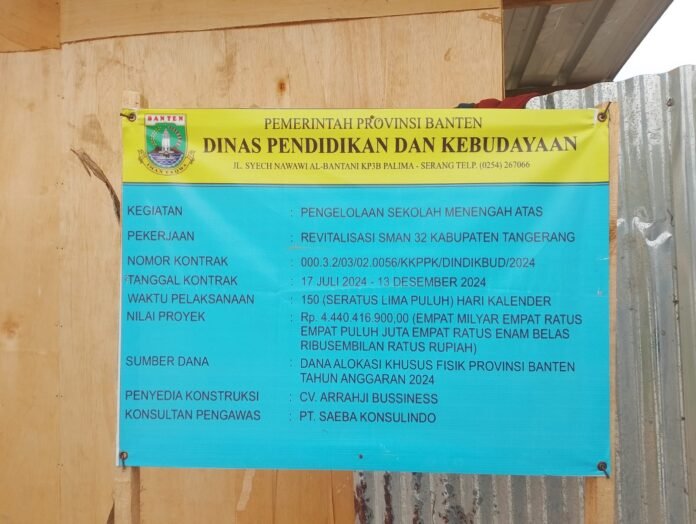 BANTEN
IMAN TAQWA
PEMERINTAH PROVINSI BANTEN
DINAS PENDIDIKAN DAN KEBUDAYAAN
JL. SYECH NAWAWI AL-BANTANI KP3B PALIMA - SERANG TELP. (0254) 267066
KEGIATAN : PENGELOLAAN SEKOLAH MENENGAH ATAS
PEKERJAAN : REVITALISASI SMAN 32 KABUPATEN TANGERANG
NOMOR KONTRAK : 000.3.2/03/02.0056/KKPPK/DINDIKBUD/2024
TANGGAL KONTRAK : 17 JULI 2024 - 13 DESEMBER 2024
WAKTU PELAKSANAAN : 150 (SERATUS LIMA PULUH) HARI KALENDER
NILAI PROYEK : Rp. 4.440.416.900,00 (EMPAT MILYAR EMPAT RATUS
EMPAT PULUH JUTA EMPAT RATUS ENAM BELAS
RIBUSEMBILAN RATUS RUPIAH)
SUMBER DANA : DANA ALOKASI KHUSUS FISIK PROVINSI BANTEN
TAHUN ANGGARAN 2024
PENYEDIA KONSTRUKSI : CV. ARRAHJI BUSSINESS
KONSULTAN PENGAWAS : PT. SAEBA KONSULINDO